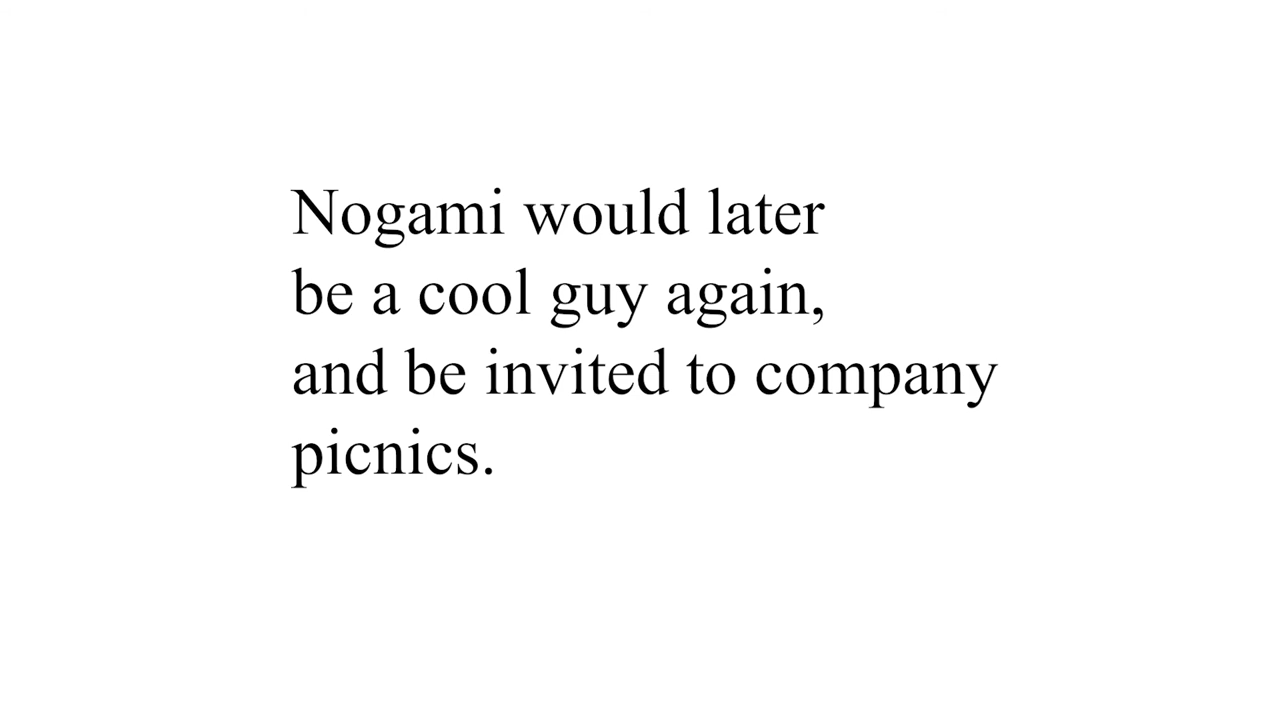 Nogami would later
be a cool guy again,
and be invited to company
picnics.